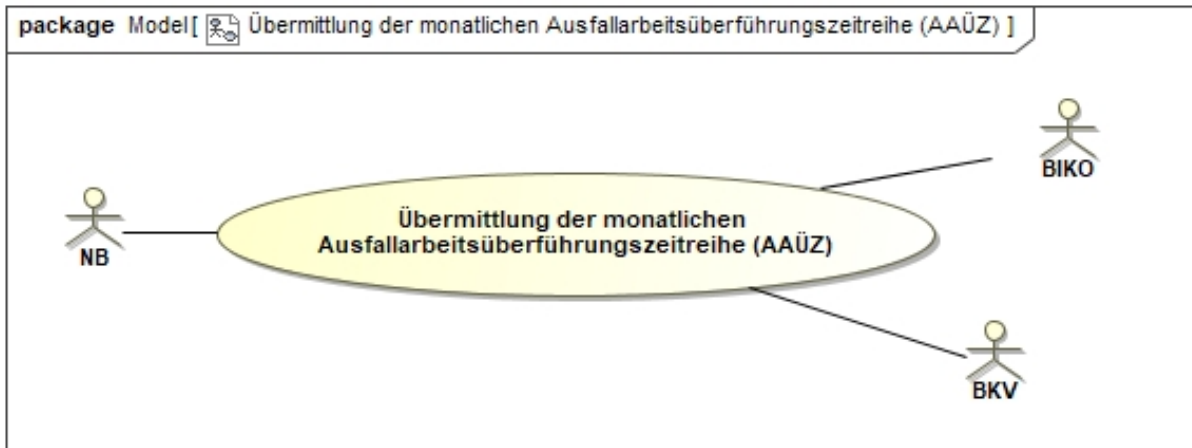 package Model[ Übermittlung der monatlichen Ausfallarbeitsüberführungszeitreihe (AAÜZ) ]
BIKO
NB
Übermittlung der monatlichen
Ausfallarbeitsüberführungszeitreihe (AAÜZ)
BKV